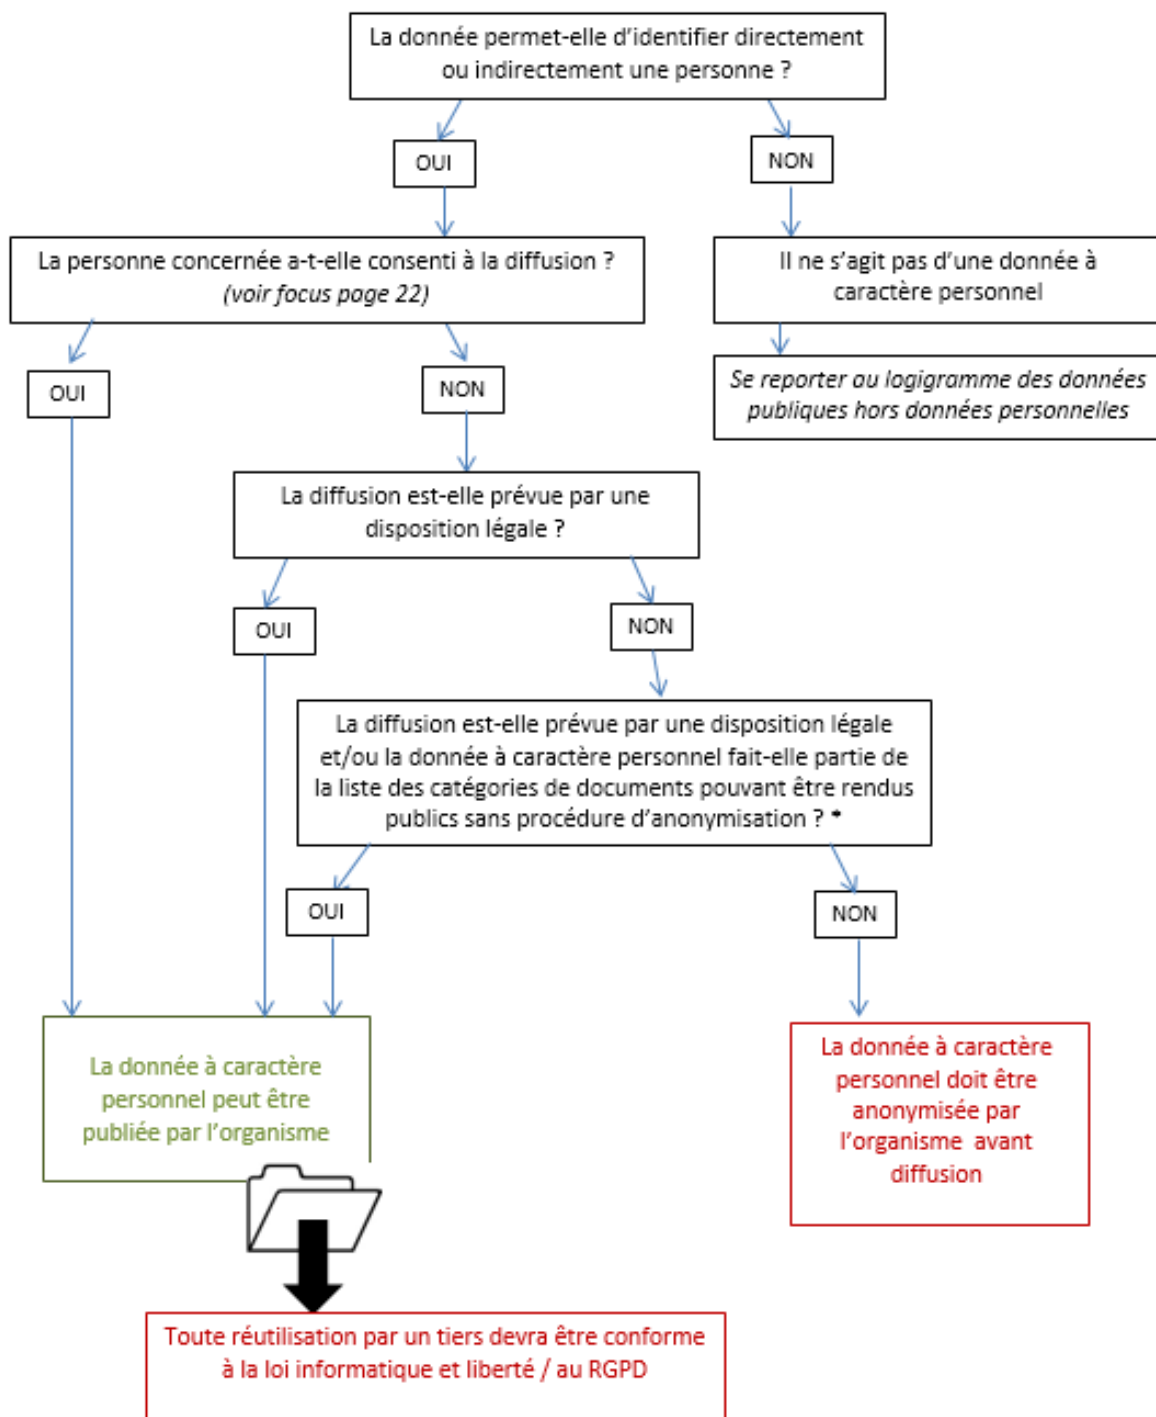 La donnée permet-elle d'identifier directement
ou indirectement une personne ?
OUI
NON
La personne concernée a-t-elle consenti à la diffusion ?
(voir focus page 22)
Il ne s'agit pas d'une donnée à
caractère personnel
OUI
NON
Se reporter au logigramme des données
publiques hors données personnelles
La diffusion est-elle prévue par une
disposition légale ?
OUI
NON
La diffusion est-elle prévue par une disposition légale
et/ou la donnée à caractère personnel fait-elle partie de
la liste des catégories de documents pouvant être rendus
publics sans procédure d'anonymisation ? *
OUI
NON
La donnée à caractère
personnel peut être
publiée par l'organisme
La donnée à caractère
personnel doit être
anonymisée par
l'organisme avant
diffusion
Toute réutilisation par un tiers devra être conforme
à la loi informatique et liberté / au RGPD